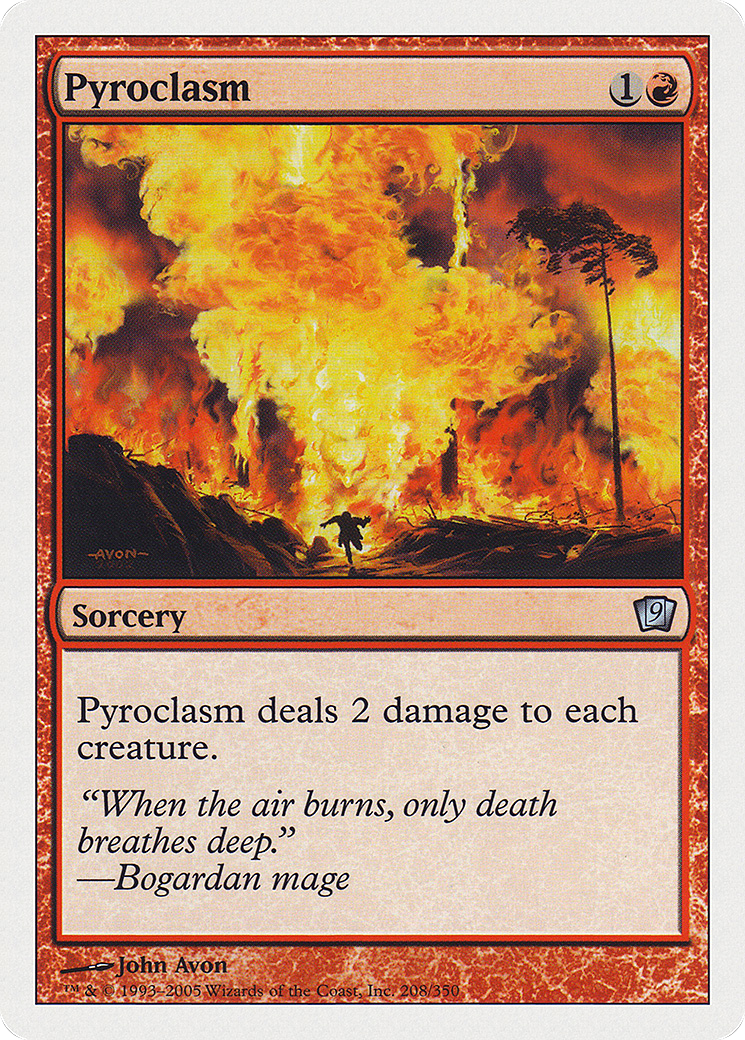 Pyroclasm 1
AVON
Sorcery 9
Pyroclasm deals 2 damage to each
creature.
“When the air burns, only death
breathes deep.”
—Bogardan mage
John Avon
™ & © 1993–2005 Wizards of the Coast, Inc. 208/350